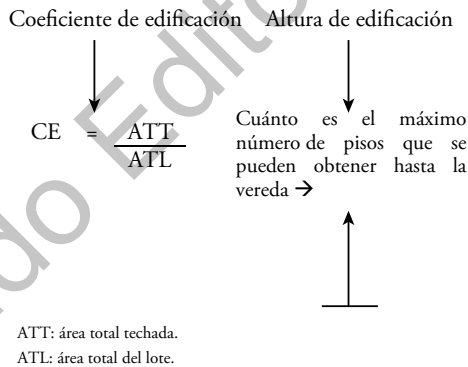 Coeficiente de edificación Altura de edificación
CE = ATT
ATL
Cuánto es el máximo
número de pisos que se
pueden obtener hasta la
vereda →
ATT: área total techada.
ATL: área total del lote.